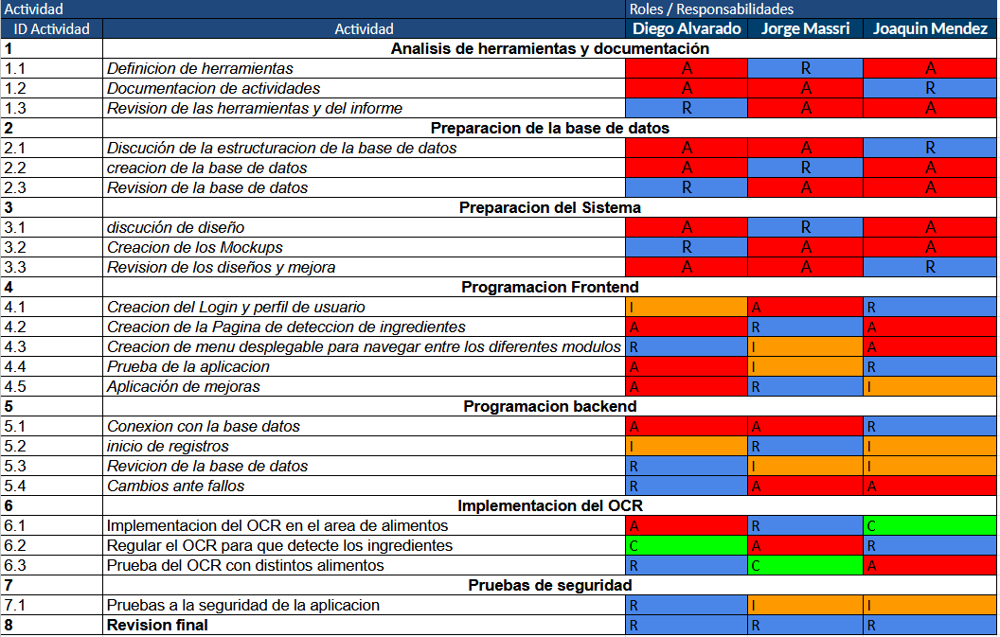 Actividad Roles / Responsabilidades
ID Actividad Actividad Diego Alvarado Jorge Massri Joaquin Mendez
1 Analisis de herramientas y documentación
1.1 Definicion de herramientas A R A
1.2 Documentacion de actividades A A R
1.3 Revision de las herramientas y del informe R A A
2 Preparacion de la base de datos
2.1 Discución de la estructuracion de la base de datos A A R
2.2 creacion de la base de datos A R A
2.3 Revision de la base de datos R A A
3 Preparacion del Sistema
3.1 discución de diseño A R A
3.2 Creacion de los Mockups R A A
3.3 Revision de los diseños y mejora A A R
4 Programacion Frontend
4.1 Creacion del Login y perfil de usuario I A R
4.2 Creacion de la Pagina de deteccion de ingredientes A R A
4.3 Creacion de menu desplegable para navegar entre los diferentes modulos R I A
4.4 Prueba de la aplicacion A I R
4.5 Aplicación de mejoras A R I
5 Programacion backend
5.1 Conexion con la base datos A A R
5.2 inicio de registros I R I
5.3 Revicion de la base de datos R I I
5.4 Cambios ante fallos R A A
6 Implementacion del OCR
6.1 Implementacion del OCR en el area de alimentos A R C
6.2 Regular el OCR para que detecte los ingredientes C A R
6.3 Prueba del OCR con distintos alimentos R C A
7 Pruebas de seguridad
7.1 Pruebas a la seguridad de la aplicacion R I I
8 Revision final R R R